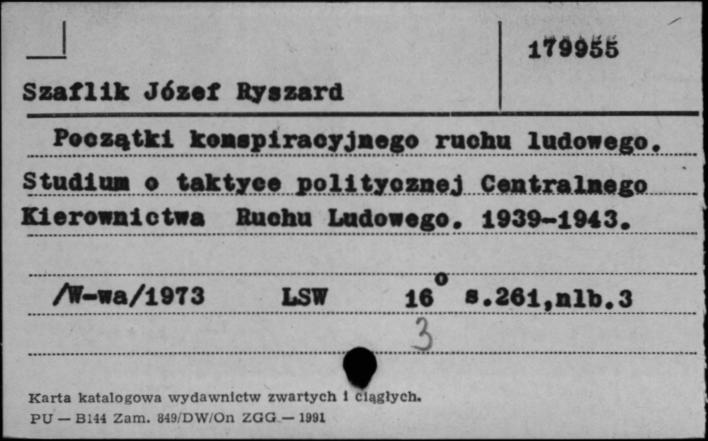 179955
Szaflik Józef Ryszard
Początki konspiracyjnego ruchu ludowego.
Studium o taktyce politycznej Centralnego
Kierownictwa Ruchu Ludowego. 1939-1943.
/W-wa/1973 LSW 16° s.261,nlb.3
3
Karta katalogowa wydawnictw zwartych i ciągłych.
PU — B144 Zam. 849/DW/On ZGG — 1991